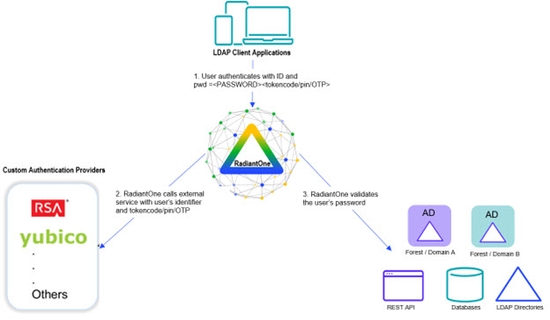 LDAP Client Applications
1. User authenticates with ID and
pwd =<PASSWORD><tokencode/pin/OTP>
RadiantOne
Custom Authentication Providers
RSA
yubico
.
.
.
Others
2. RadiantOne calls external
service with user's identifier
and tokencode/pin/OTP
3. RadiantOne validates
the user's password
AD
Forest / Domain A
AD
Forest / Domain B
REST API
Databases
LDAP Directories